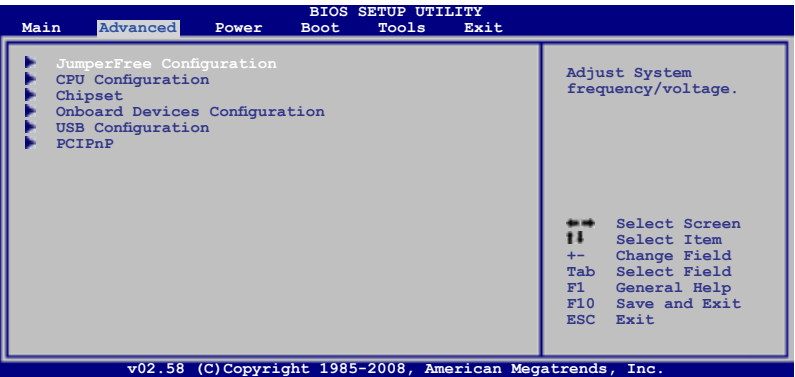 BIOS SETUP UTILITY
Main Advanced Power Boot Tools Exit
JumperFree Configuration
CPU Configuration
Chipset
Onboard Devices Configuration
USB Configuration
PCIPnP
Adjust System
frequency/voltage.
Select Screen
Select Item
+- Change Field
Tab Select Field
F1 General Help
F10 Save and Exit
ESC Exit
v02.58 (C)Copyright 1985-2008, American Megatrends, Inc.